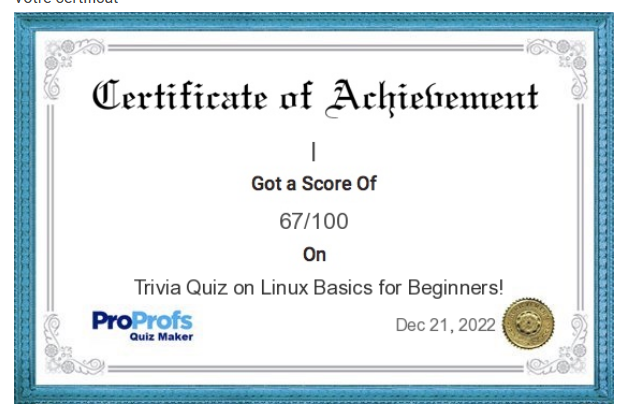 Votre certificat
Certificate of Achievement
|
Got a Score Of
67/100
On
Trivia Quiz on Linux Basics for Beginners!
ProProfs
Quiz Maker
Dec 21, 2022